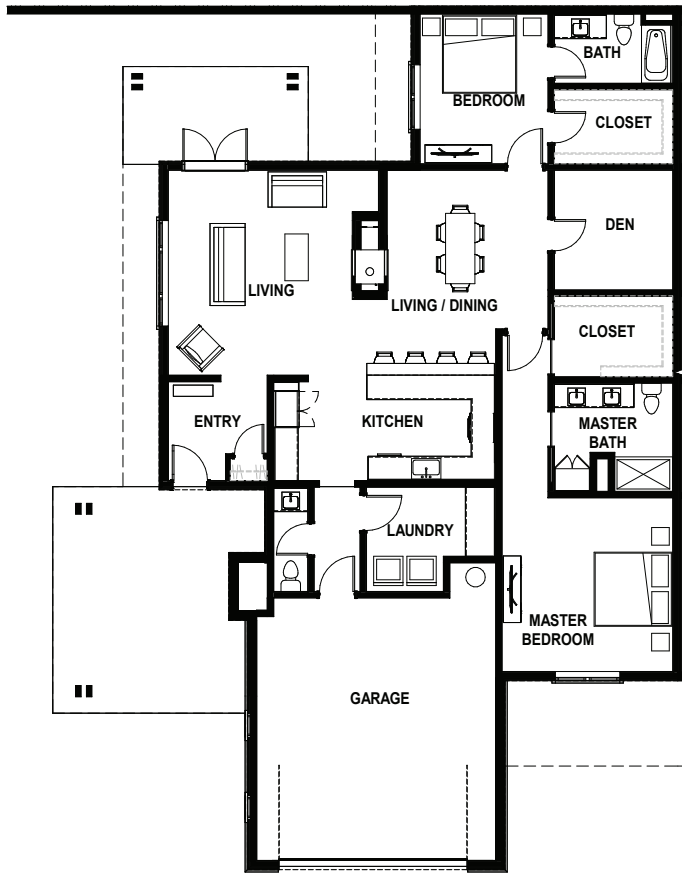 BATH
BEDROOM
CLOSET
DEN
LIVING
LIVING / DINING
CLOSET
ENTRY
KITCHEN
MASTER
BATH
LAUNDRY
MASTER
BEDROOM
GARAGE